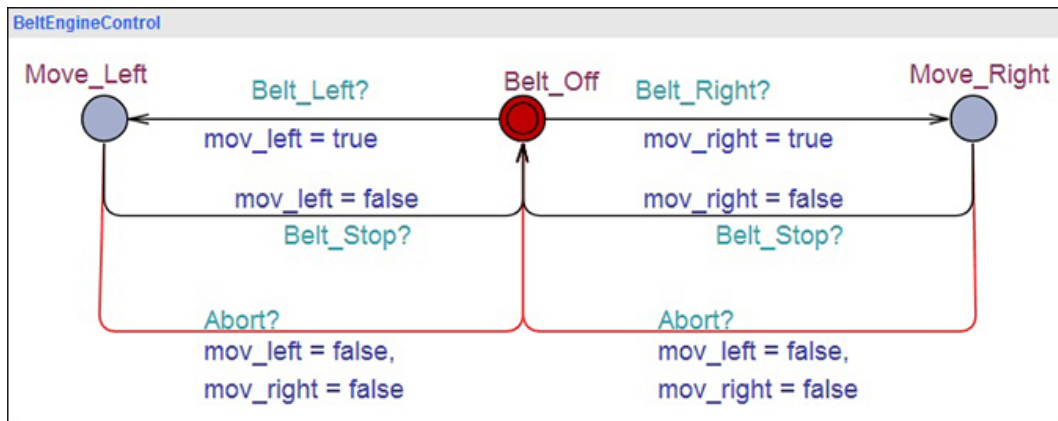 BeltEngineControl
Move_Left
Belt_Off
Move_Right
Belt_Left?
Belt_Right?
mov_left = true
mov_right = true
mov_left = false
mov_right = false
Belt_Stop?
Belt_Stop?
Abort?
mov_left = false,
mov_right = false
Abort?
mov_left = false,
mov_right = false